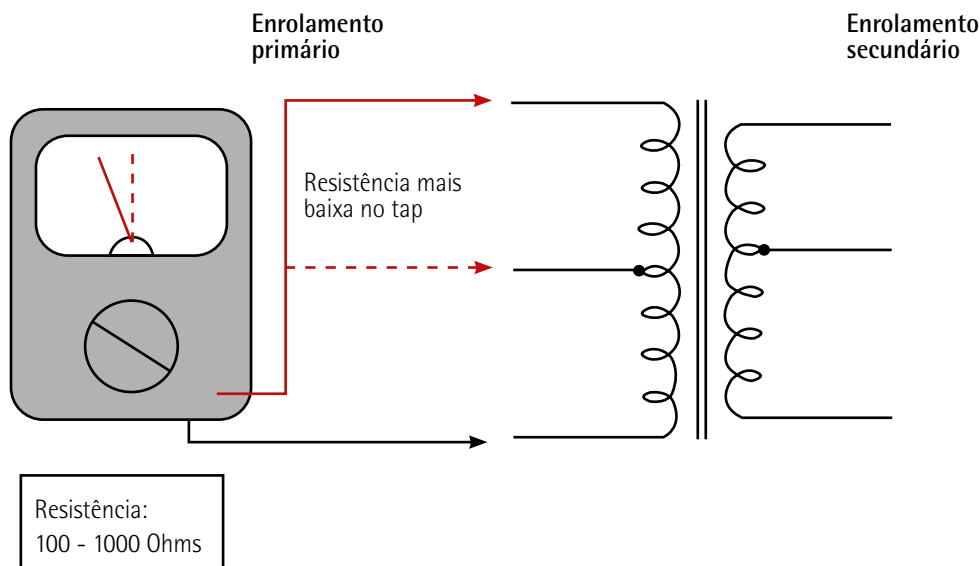 Enrolamento
primário
Enrolamento
secundário
Resistência mais
baixa no tap
Resistência:
100 - 1000 Ohms